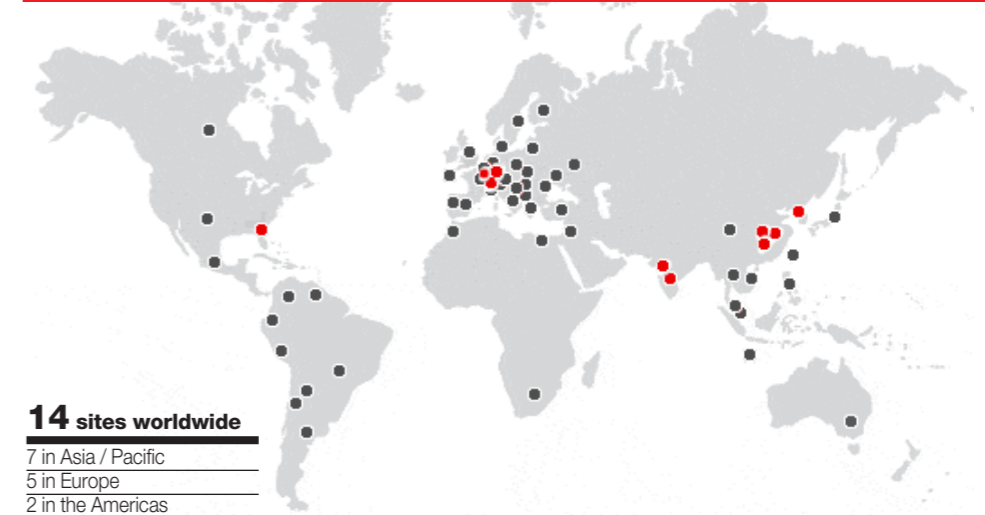 14 sites worldwide
7 in Asia / Pacific
5 in Europe
2 in the Americas